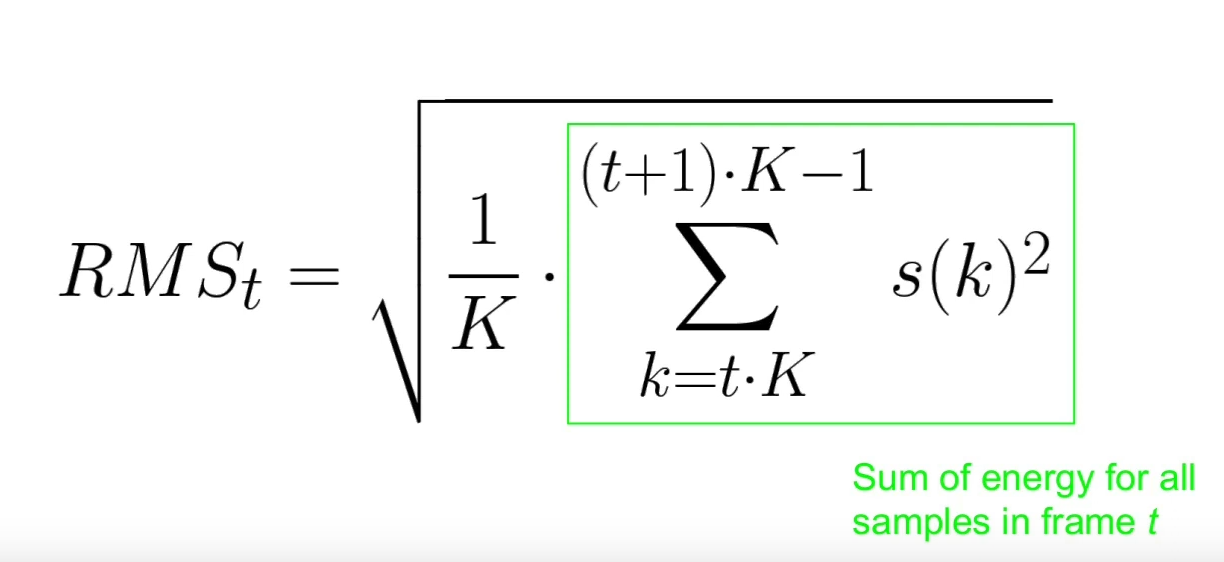 RMS_t = \sqrt{\frac{1}{K} \cdot \sum_{k=t \cdot K}^{(t+1) \cdot K-1} s(k)^2}
Sum of energy for all
samples in frame t